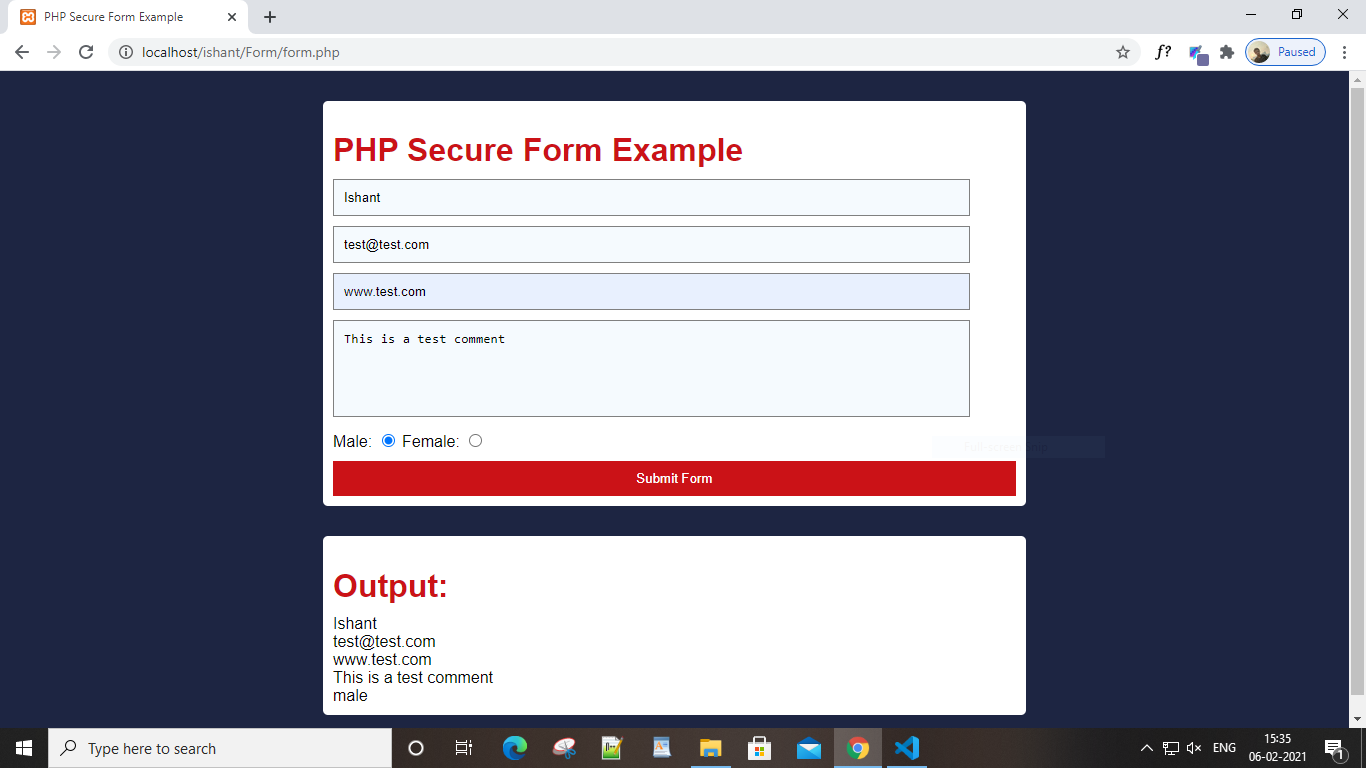 PHP Secure Form Example
localhost/ishant/Form/form.php
f?
Paused
PHP Secure Form Example
Ishant
test@test.com
www.test.com
This is a test comment
Male: Female:
Submit Form
Output:
Ishant
test@test.com
www.test.com
This is a test comment
male
Type here to search
ENG
15:35
06-02-2021
1